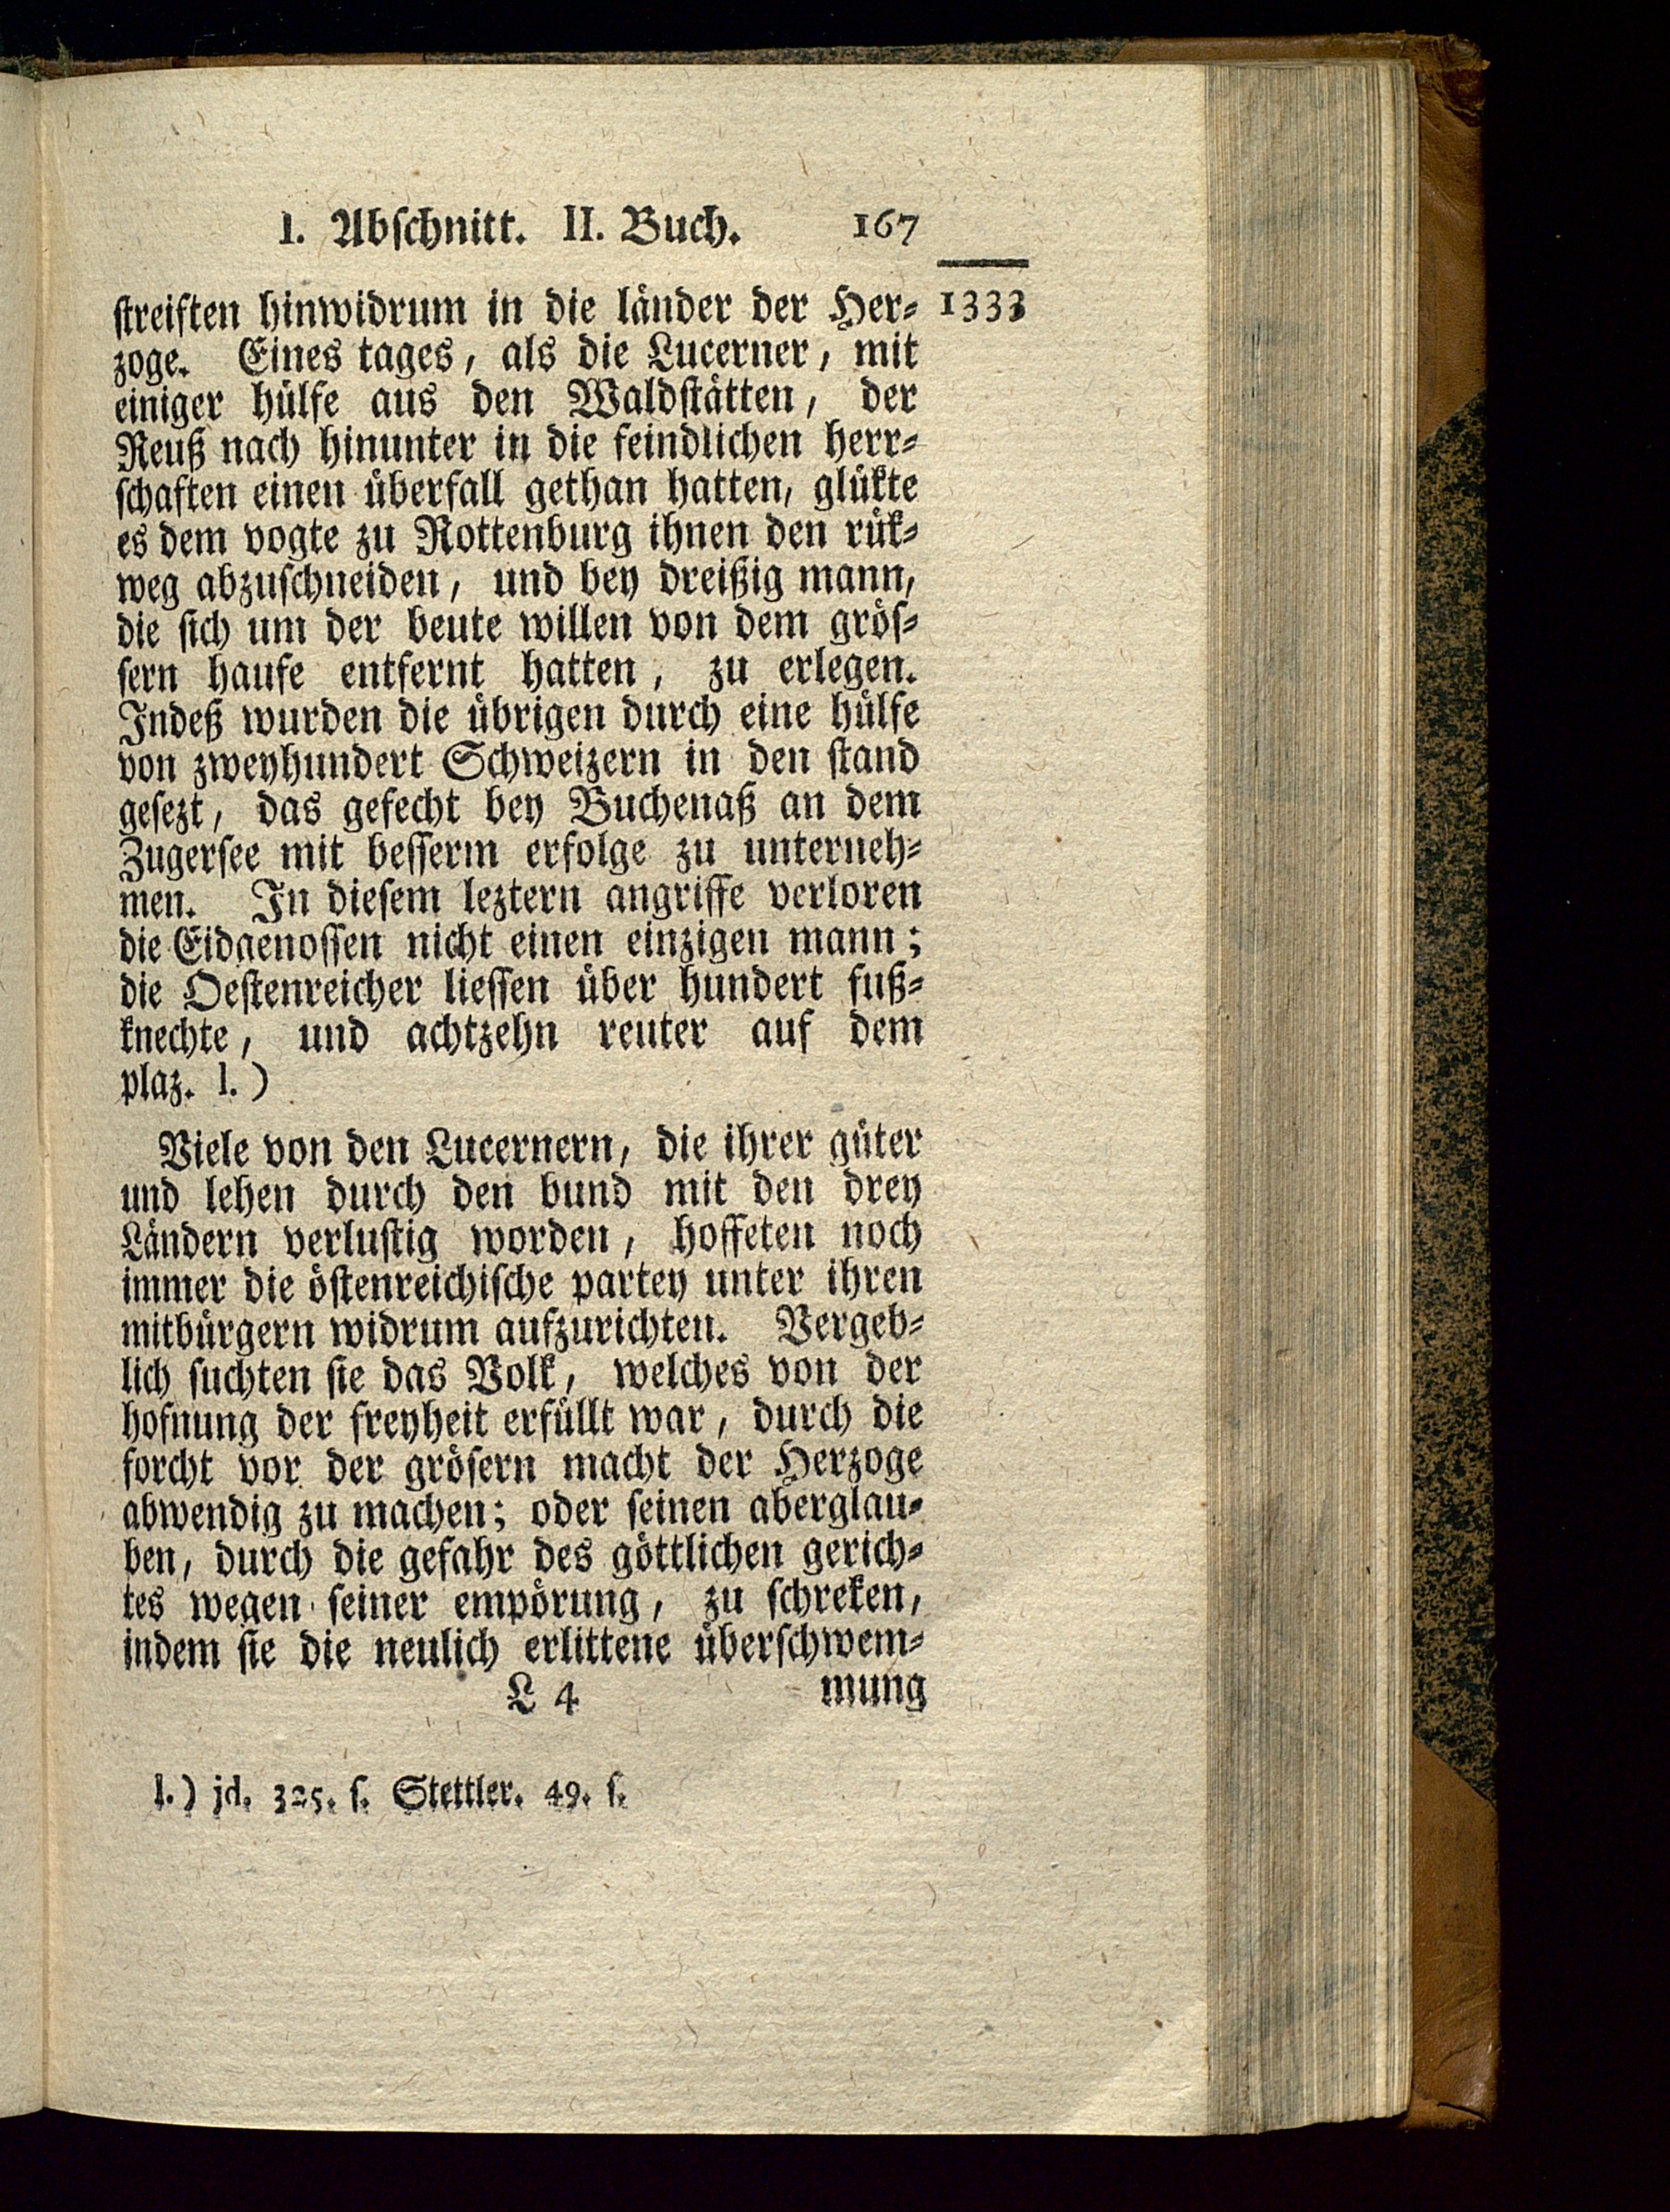 I. Abschnitt. II. Buch. 167
streiften hinwidrum in die länder der Her- 1333
zoge. Eines tages, als die Lucerner, mit
einiger hülfe aus den Waldstätten, der
Reuß nach hinunter in die feindlichen herr-
schaften einen überfall gethan hatten, glükte
es dem vogte zu Rottenburg ihnen den rük-
weg abzuschneiden, und bey dreißig mann,
die sich um der beute willen von dem grös-
sern haufe entfernt hatten, zu erlegen.
Indeß wurden die übrigen durch eine hülfe
von zweyhundert Schweizern in den stand
gesezt, das gefecht bey Buchenaß an dem
Zugersee mit besserm erfolge zu unterneh-
men. In diesem leztern angriffe verloren
die Eidgenossen nicht einen einzigen mann;
die Oestenreicher liessen über hundert fuß-
knechte, und achtzehn reuter auf dem
plaz. l.)
Viele von den Lucernern, die ihrer güter
und lehen durch den bund mit den drey
Ländern verlustig worden, hoffeten noch
immer die östenreichische partey unter ihren
mitbürgern widrum aufzurichten. Vergeb-
lich suchten sie das Volk, welches von der
hofnung der freyheit erfüllt war, durch die
forcht vor der grösern macht der Herzoge
abwendig zu machen; oder seinen aberglau-
ben, durch die gefahr des göttlichen gerich-
tes wegen seiner empörung, zu schreken,
indem sie die neulich erlittene überschwem-
L 4 mung
l.) jd. 325. s. Stettler. 49. s.